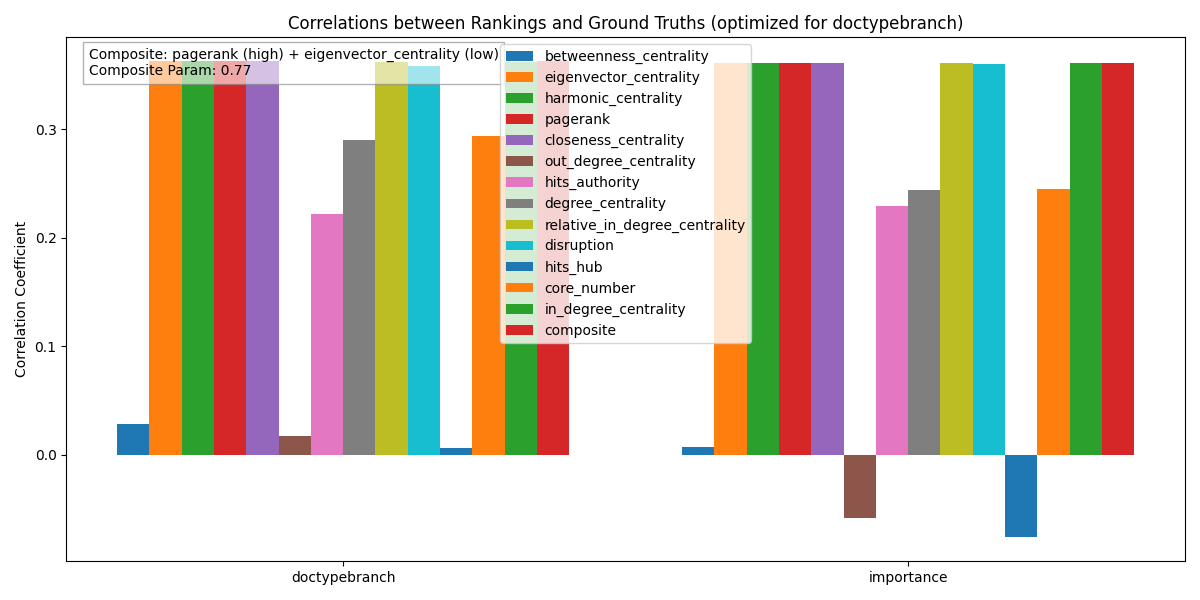 Correlations between Rankings and Ground Truths (optimized for doctypebranch)
Composite: pagerank (high) + eigenvector_centrality (low)
Composite Param: 0.77
betweenness_centrality
eigenvector_centrality
harmonic_centrality
pagerank
closeness_centrality
out_degree_centrality
hits_authority
degree_centrality
relative_in_degree_centrality
disruption
hits_hub
core_number
in_degree_centrality
composite
Correlation Coefficient
0.3
0.2
0.1
0.0
doctypebranch
importance